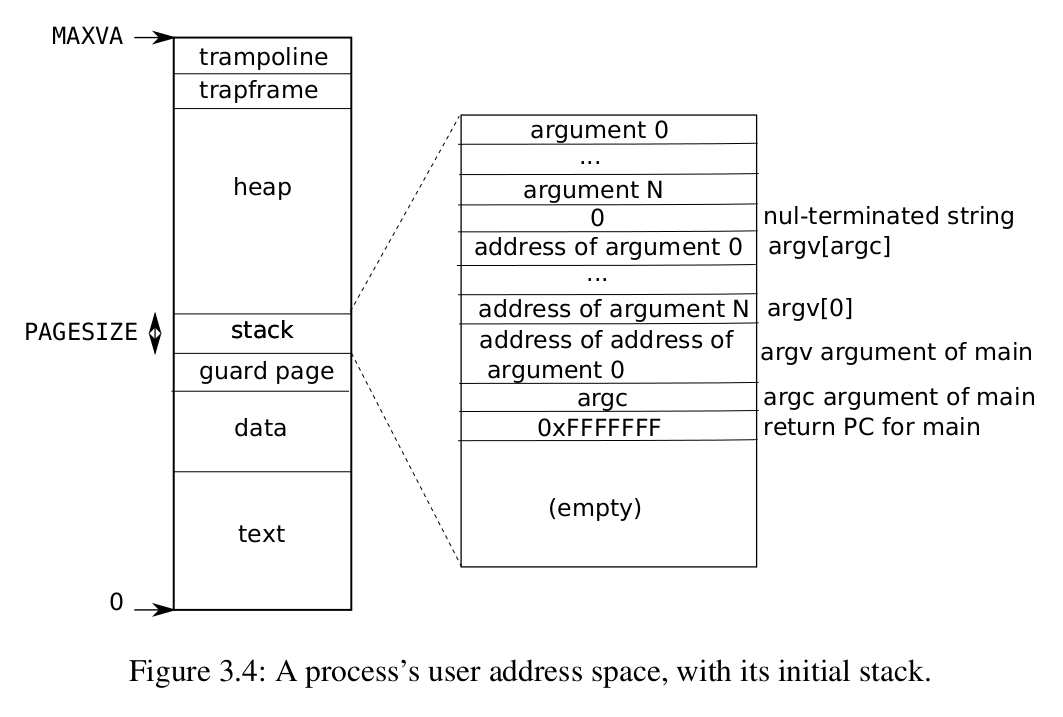 MAXVA
trampoline
trapframe
heap
PAGESIZE
stack
guard page
data
text
0
argument 0
...
argument N
0
nul-terminated string
address of argument 0
argv[argc]
...
address of argument N
argv[0]
address of address of
argument 0
argv argument of main
argc
argc argument of main
0xFFFFFFF
return PC for main
(empty)
Figure 3.4: A process's user address space, with its initial stack.